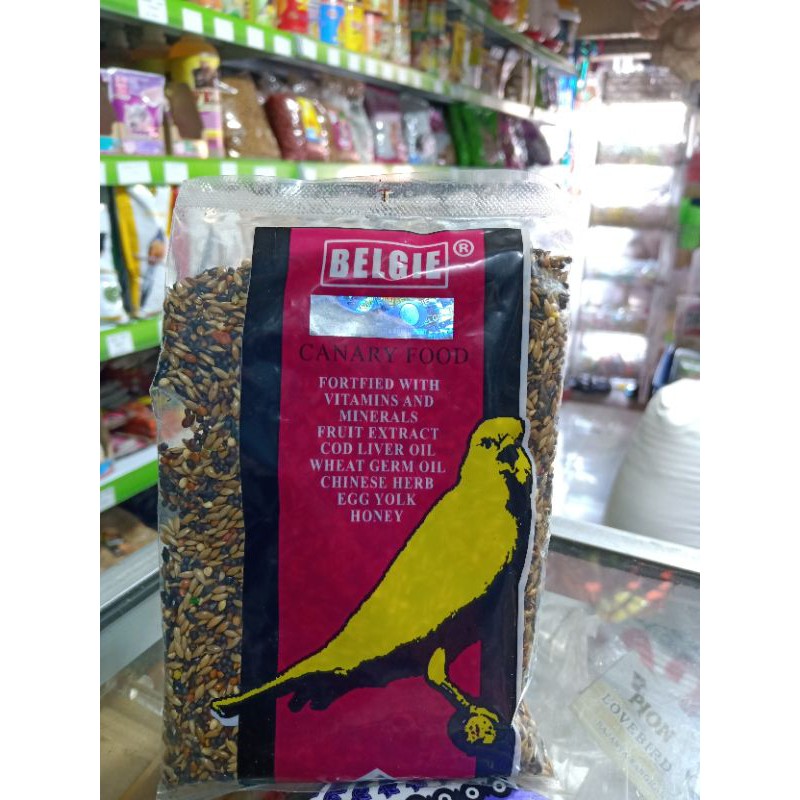 BELGIE ®
CANARY FOOD
FORTFIED WITH
VITAMINS AND
MINERALS
FRUIT EXTRACT
COD LIVER OIL
WHEAT GERM OIL
CHINESE HERB
EGG YOLK
HONEY
PION
LOVEBIRD